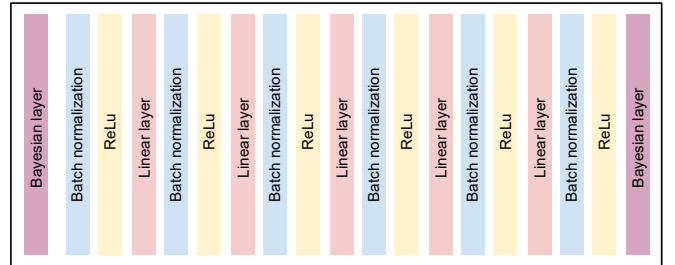 Bayesian layer
Batch normalization
ReLu
Linear layer
Batch normalization
ReLu
Linear layer
Batch normalization
ReLu
Linear layer
Batch normalization
ReLu
Linear layer
Batch normalization
ReLu
Linear layer
Batch normalization
ReLu
Bayesian layer